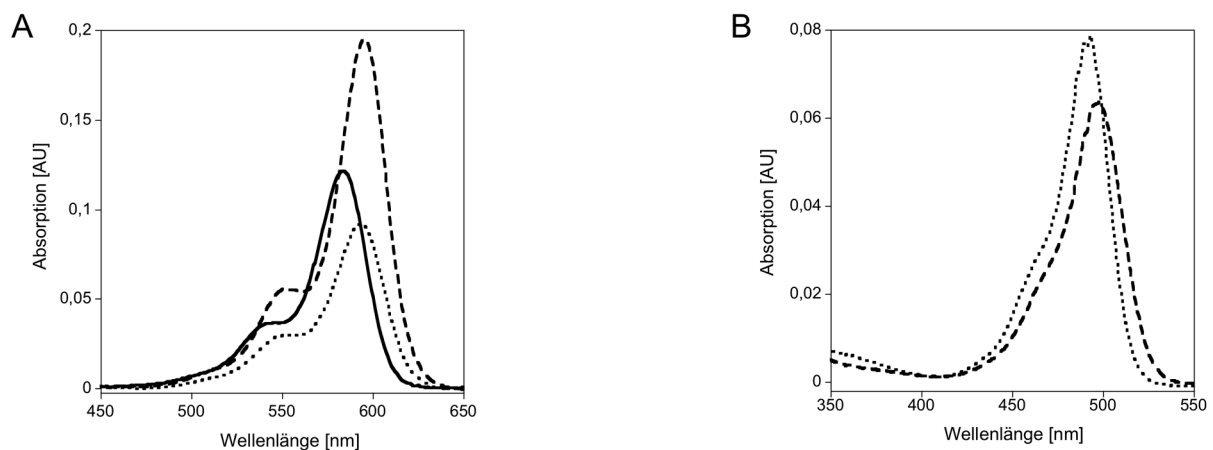 A
Absorption [AU]
0,2
0,15
0,1
0,05
0
450 500 550 600 650
Wellenlänge [nm]
B
Absorption [AU]
0,08
0,06
0,04
0,02
0
350 400 450 500 550
Wellenlänge [nm]